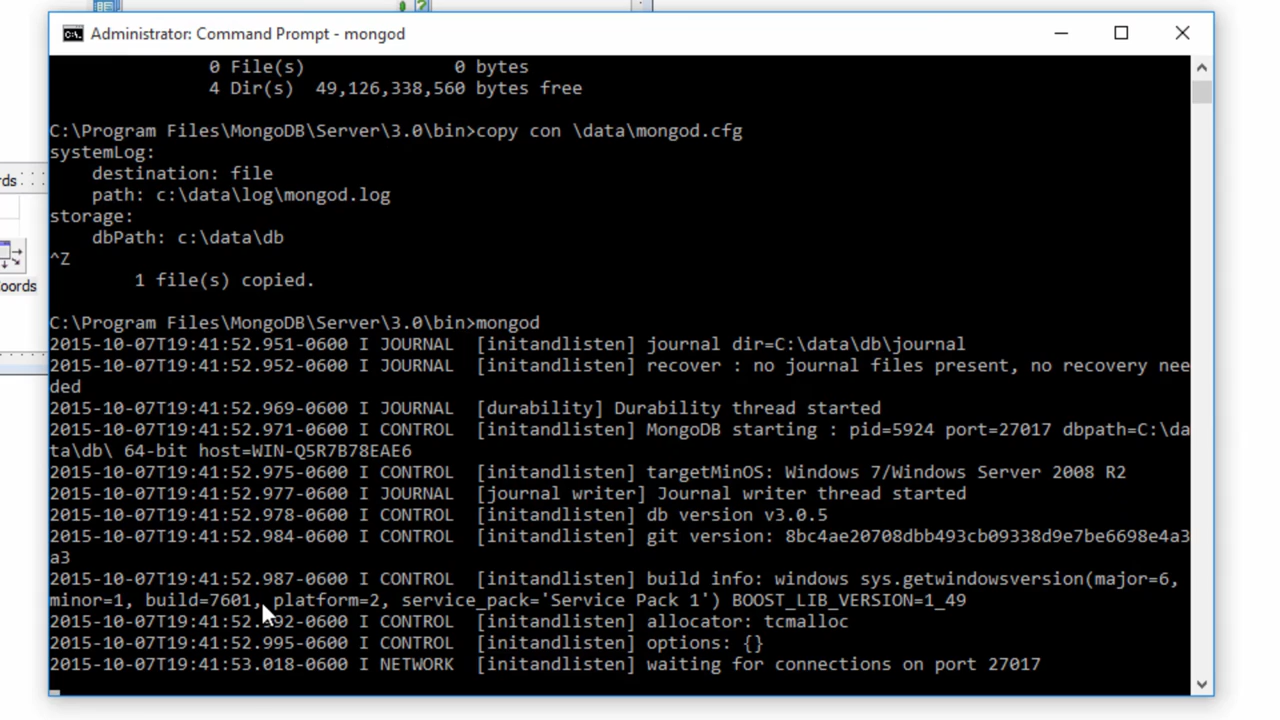 Administrator: Command Prompt - mongod
0 File(s) 0 bytes
4 Dir(s) 49,126,338,560 bytes free
C:\Program Files\MongoDB\Server\3.0\bin>copy con \data\mongod.cfg
systemLog:
destination: file
path: c:\data\log\mongod.log
storage:
dbPath: c:\data\db
^Z
1 file(s) copied.
C:\Program Files\MongoDB\Server\3.0\bin>mongod
2015-10-07T19:41:52.951-0600 I JOURNAL [initandlisten] journal dir=C:\data\db\journal
2015-10-07T19:41:52.952-0600 I JOURNAL [initandlisten] recover : no journal files present, no recovery nee
ded
2015-10-07T19:41:52.969-0600 I JOURNAL [durability] Durability thread started
2015-10-07T19:41:52.971-0600 I CONTROL [initandlisten] MongoDB starting : pid=5924 port=27017 dbpath=C:\da
ta\db\ 64-bit host=WIN-Q5R7B78EAE6
2015-10-07T19:41:52.975-0600 I CONTROL [initandlisten] targetMinOS: Windows 7/Windows Server 2008 R2
2015-10-07T19:41:52.977-0600 I JOURNAL [journal writer] Journal writer thread started
2015-10-07T19:41:52.978-0600 I CONTROL [initandlisten] db version v3.0.5
2015-10-07T19:41:52.984-0600 I CONTROL [initandlisten] git version: 8bc4ae20708dbb493cb09338d9e7be6698e4a3
a3
2015-10-07T19:41:52.987-0600 I CONTROL [initandlisten] build info: windows sys.getwindowsversion(major=6,
minor=1, build=7601, platform=2, service_pack='Service Pack 1') BOOST_LIB_VERSION=1_49
2015-10-07T19:41:52.992-0600 I CONTROL [initandlisten] allocator: tcmalloc
2015-10-07T19:41:52.995-0600 I CONTROL [initandlisten] options: {}
2015-10-07T19:41:53.018-0600 I NETWORK [initandlisten] waiting for connections on port 27017
rds
oords